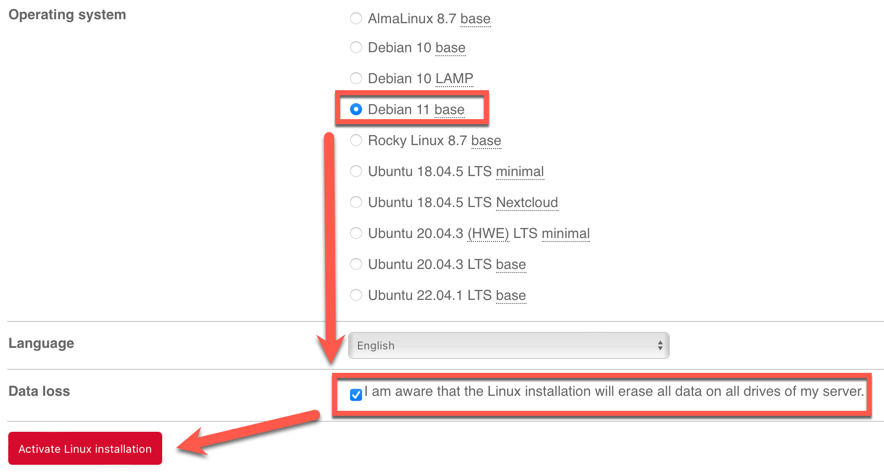 Operating system
AlmaLinux 8.7 base
Debian 10 base
Debian 10 LAMP
Debian 11 base
Rocky Linux 8.7 base
Ubuntu 18.04.5 LTS minimal
Ubuntu 18.04.5 LTS Nextcloud
Ubuntu 20.04.3 (HWE) LTS minimal
Ubuntu 20.04.3 LTS base
Ubuntu 22.04.1 LTS base
Language
English
Data loss
I am aware that the Linux installation will erase all data on all drives of my server.
Activate Linux installation